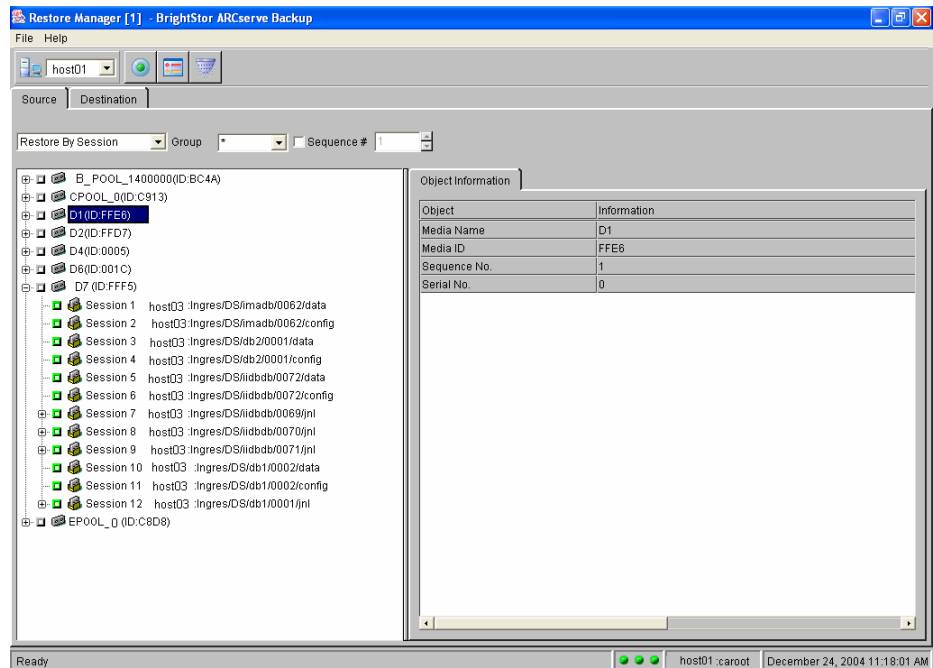 Restore Manager [1] - BrightStor ARCserve Backup
File Help
host01
Source Destination
Restore By Session Group * Sequence # 1
B_POOL_1400000(ID:BC4A)
CPOOL_0(ID:C913)
D1(ID:FFE6)
D2(ID:FFD7)
D4(ID:0005)
D6(ID:001C)
D7 (ID:FFF5)
Session 1 host03 :Ingres/DS/imadb/0062/data
Session 2 host03:Ingres/DS/imadb/0062/config
Session 3 host03 :Ingres/DS/db2/0001/data
Session 4 host03 :Ingres/DS/db2/0001/config
Session 5 host03 :Ingres/DS/iidbdb/0072/data
Session 6 host03 :Ingres/DS/iidbdb/0072/config
Session 7 host03 :Ingres/DS/iidbdb/0069/jnl
Session 8 host03 :Ingres/DS/iidbdb/0070/jnl
Session 9 host03 :Ingres/DS/iidbdb/0071/jnl
Session 10 host03 :Ingres/DS/db1/0002/data
Session 11 host03 :Ingres/DS/db1/0002/config
Session 12 host03 :Ingres/DS/db1/0001/jnl
EPOOL_0 (ID:C8D8)
Object Information
Object Information
Media Name D1
Media ID FFE6
Sequence No. 1
Serial No. 0
Ready host01 :caroot December 24, 2004 11:18:01 AM